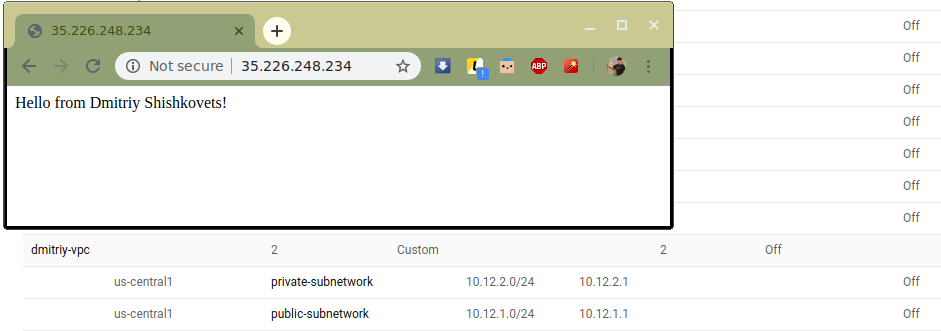 35.226.248.234
Not secure 35.226.248.234 ABP
Hello from Dmitriy Shishkovets!
Off
Off
Off
Off
Off
Off
Off
dmitriy-vpc 2 Custom 2 Off
us-central1 private-subnetwork 10.12.2.0/24 10.12.2.1 Off
us-central1 public-subnetwork 10.12.1.0/24 10.12.1.1 Off